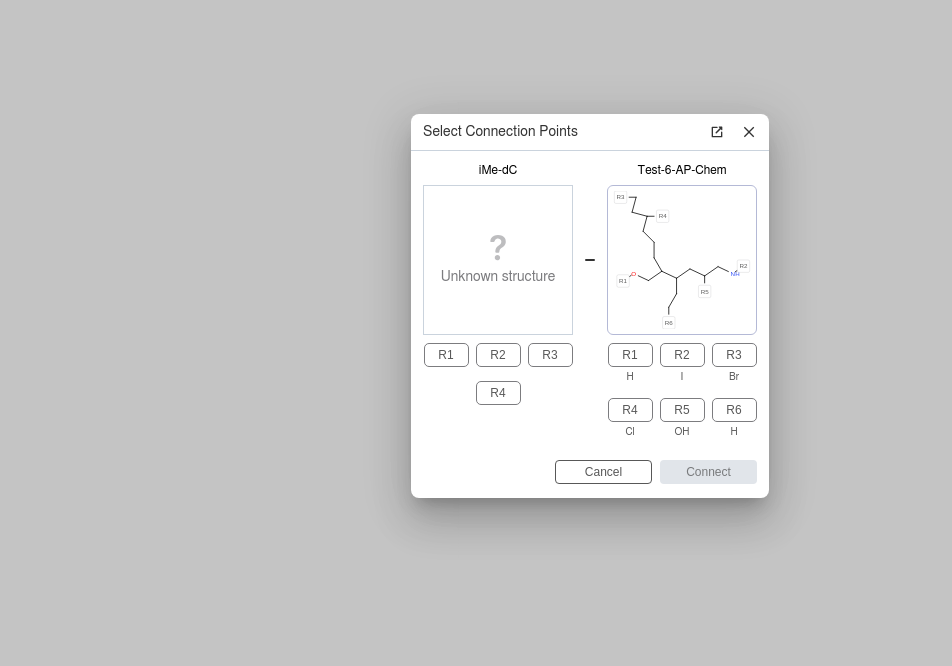 Select Connection Points
iMe-dC
Test-6-AP-Chem
?
Unknown structure
R3
R4
R1
O
NH
R2
R5
R6
R1 R2 R3
R4
R1 R2 R3
H I Br
R4 R5 R6
Cl OH H
Cancel
Connect